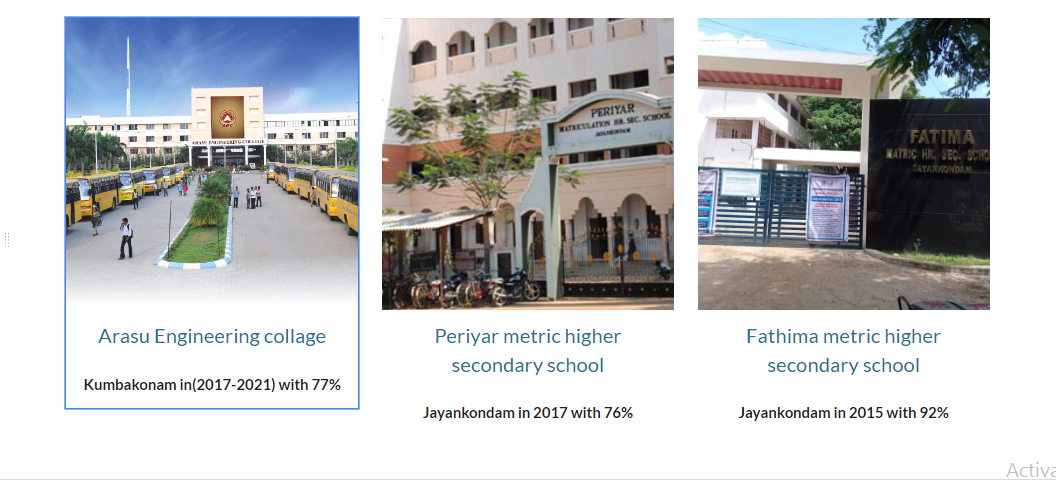 ARASU ENGINEERING COLLEGE
PERIYAR
MATRICULATION HR. SEC. SCHOOL
JAYANKONDAM
FATIMA
MATRIC HR. SEC. SCHO
JAYANKONDAM
Arasu Engineering collage
Kumbakonam in(2017-2021) with 77%
Periyar metric higher
secondary school
Jayankondam in 2017 with 76%
Fathima metric higher
secondary school
Jayankondam in 2015 with 92%
Activa